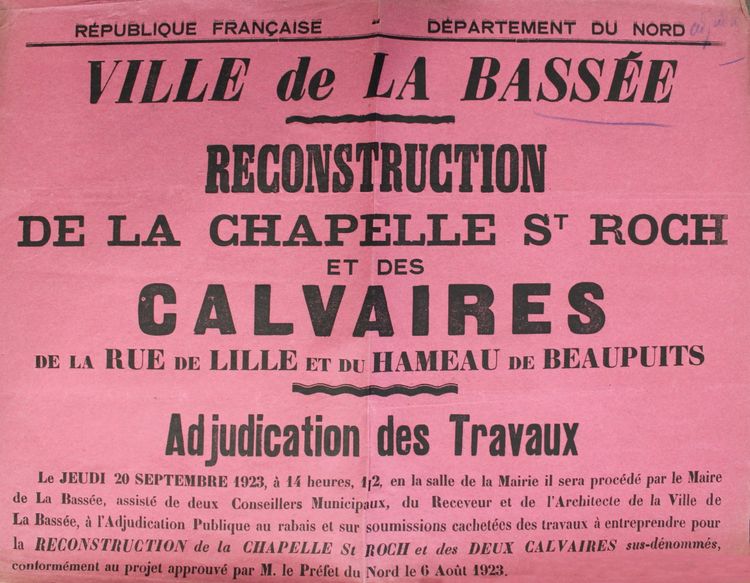 RÉPUBLIQUE FRANÇAISE DÉPARTEMENT DU NORD
VILLE de LA BASSÉE
RECONSTRUCTION
DE LA CHAPELLE ST ROCH
ET DES
CALVAIRES
DE LA RUE DE LILLE ET DU HAMEAU DE BEAUPUITS
Adjudication des Travaux
Le JEUDI 20 SEPTEMBRE 1923, à 14 heures, 1/2, en la salle de la Mairie il sera procédé par le Maire
de La Bassée, assisté de deux Conseillers Municipaux, du Receveur et de l'Architecte de la Ville de
La Bassée, à l'Adjudication Publique au rabais et sur soumissions cachetées des travaux à entreprendre pour
la RECONSTRUCTION de la CHAPELLE St ROCH et des DEUX CALVAIRES, sus-dénommés,
conformément au projet approuvé par M. le Préfet du Nord le 6 Août 1923.